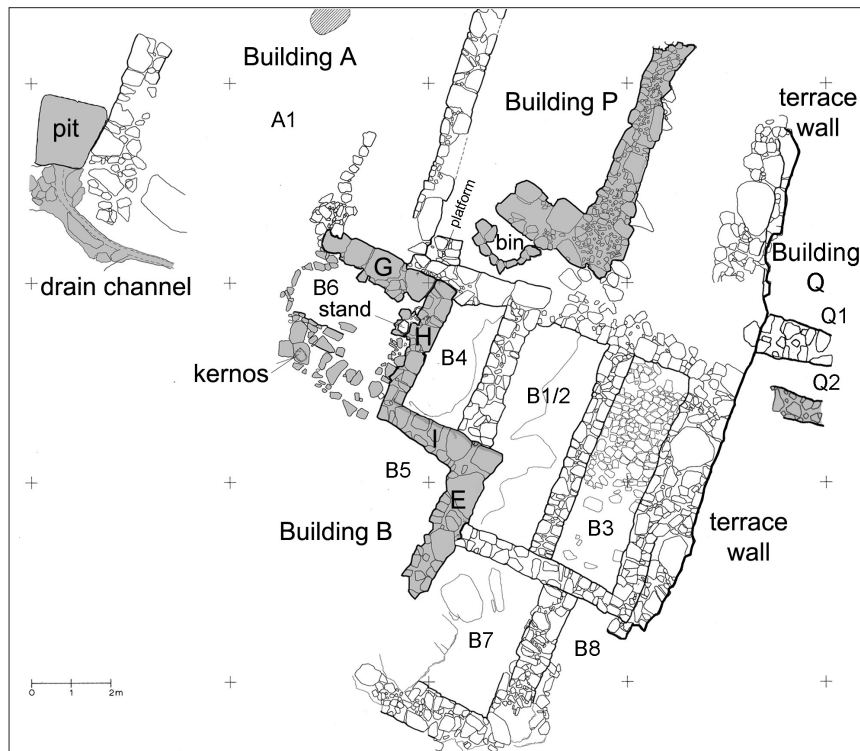 Building A
Building P
terrace
wall
A1
pit
platform
bin
Building
Q
G
drain channel
B6
stand
Q1
H
B4
kernos
Q2
B1/2
I
B5
E
Building B
B3
terrace
wall
B7
B8
0 1 2m